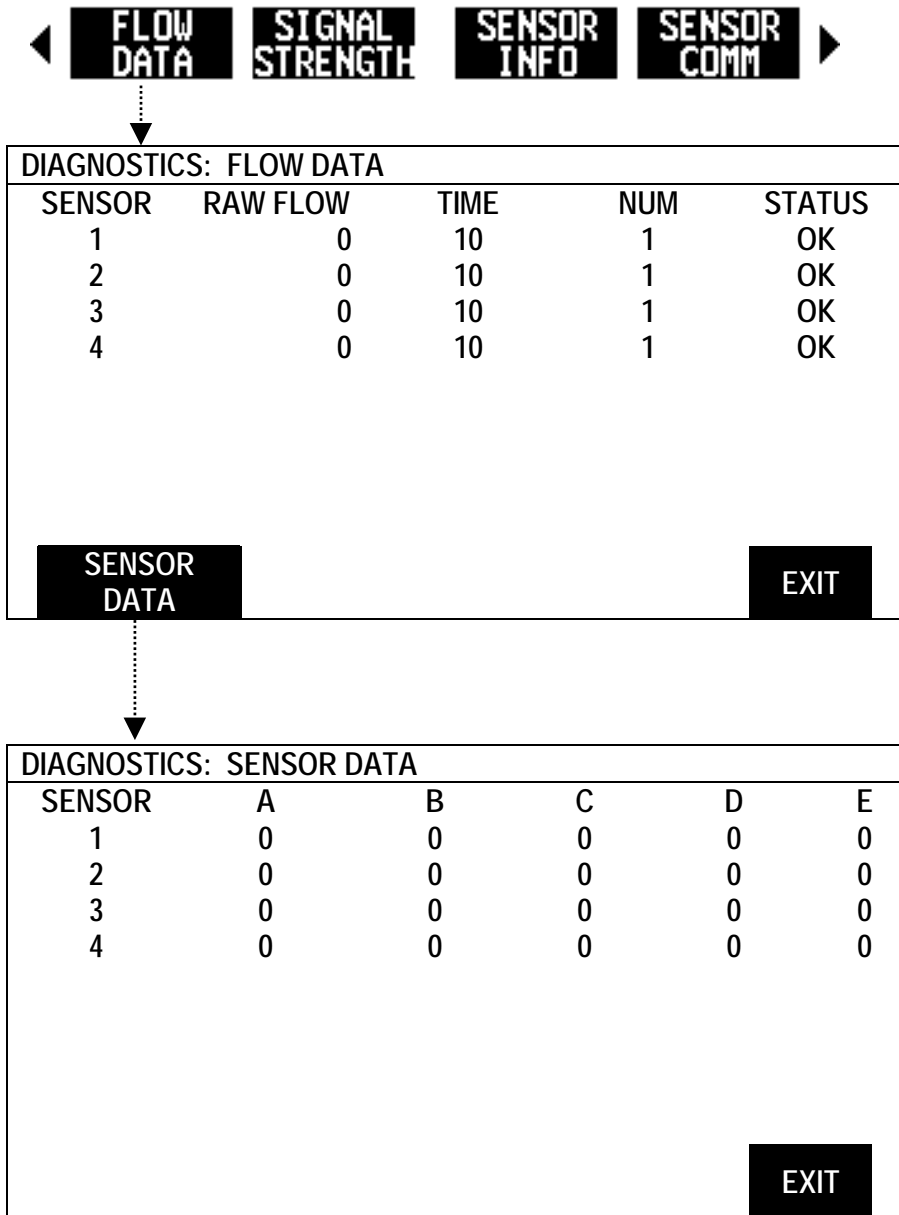 FLOW DATA SIGNAL STRENGTH SENSOR INFO SENSOR COMM
DIAGNOSTICS: FLOW DATA
SENSOR RAW FLOW TIME NUM STATUS
1 0 10 1 OK
2 0 10 1 OK
3 0 10 1 OK
4 0 10 1 OK
SENSOR DATA EXIT
DIAGNOSTICS: SENSOR DATA
SENSOR A B C D E
1 0 0 0 0 0
2 0 0 0 0 0
3 0 0 0 0 0
4 0 0 0 0 0
EXIT